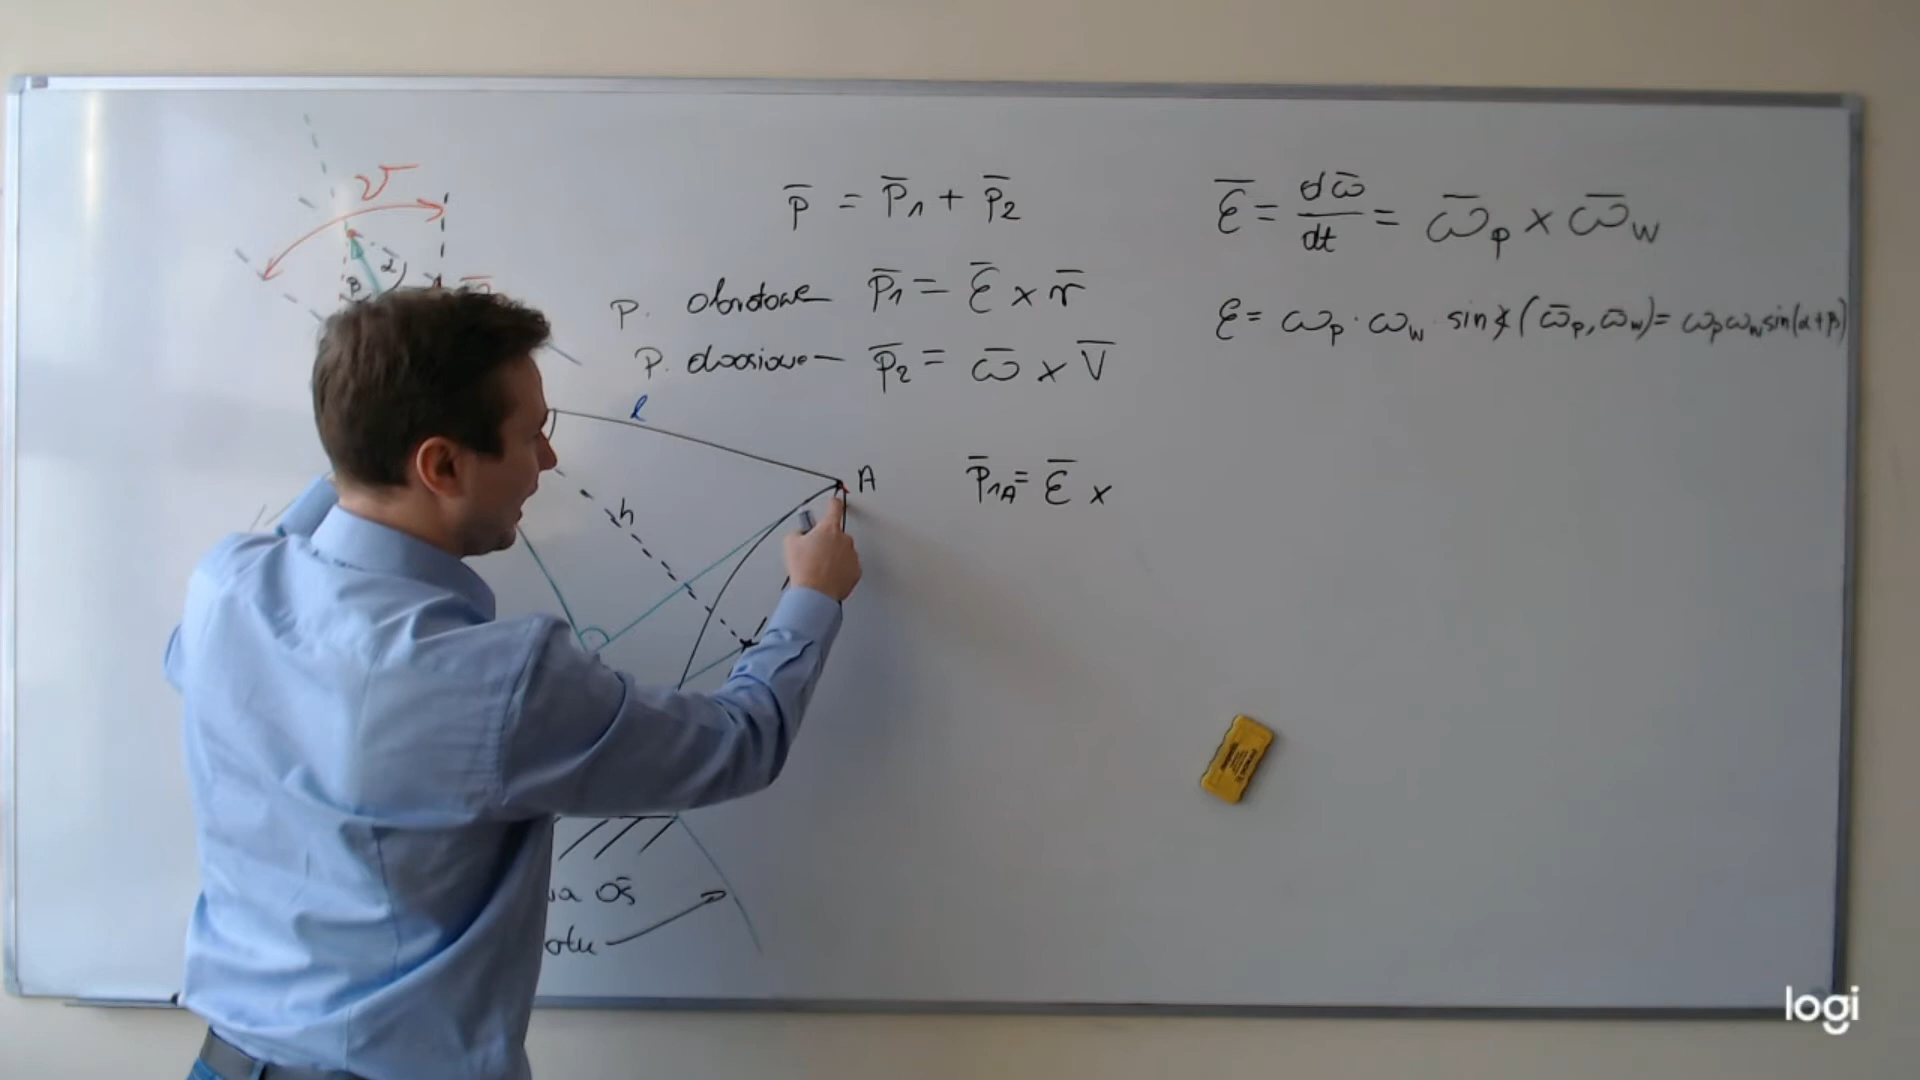 p̄ = p̄₁ + p̄₂
p. obrotowe – p̄₁ = ε̄ × r̄
p. doosiowe – p̄₂ = ω̄ × V̄
p̄₁A = ε̄ ×
ε̄ = dω̄/dt = ω̄p × ω̄w
ε = ωp · ωw · sin∢(ω̄p, ω̄w) = ωpωw sin(α+β)
ϑ
α
β
l
A
h
oś
logi